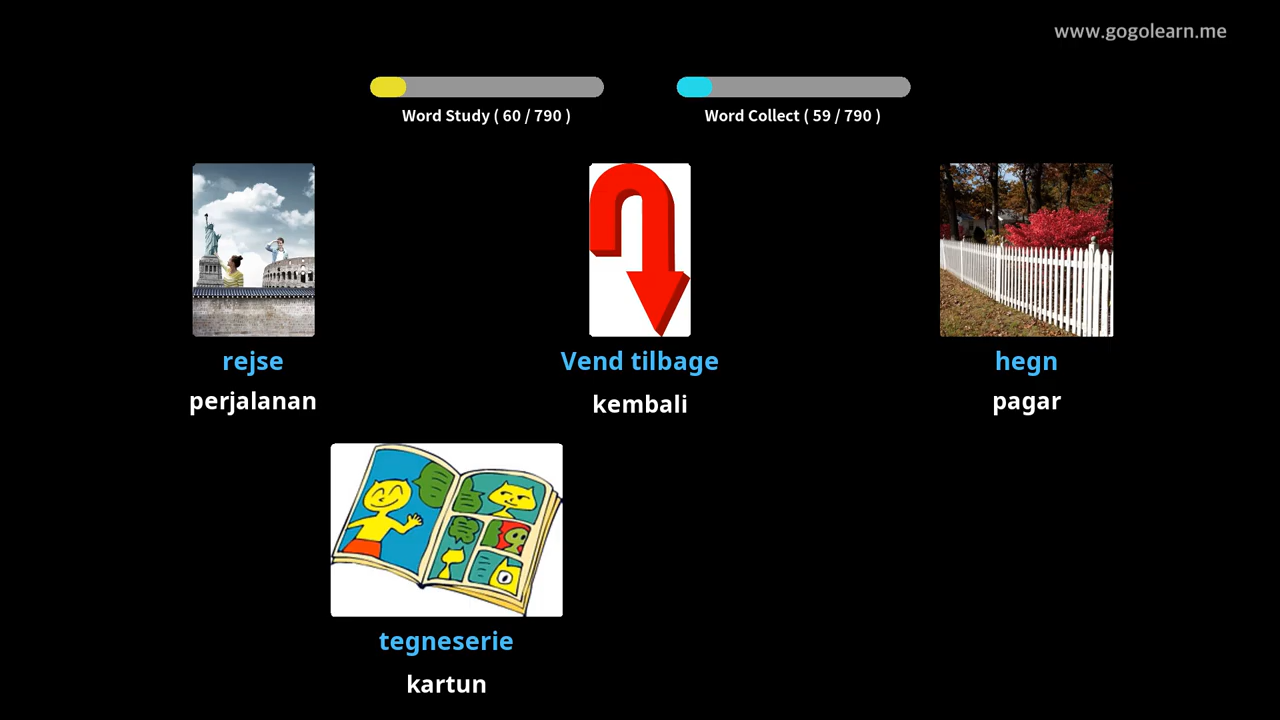 www.gogolearn.me
Word Study ( 60 / 790 )
Word Collect ( 59 / 790 )
rejse
perjalanan
Vend tilbage
kembali
hegn
pagar
tegneserie
kartun